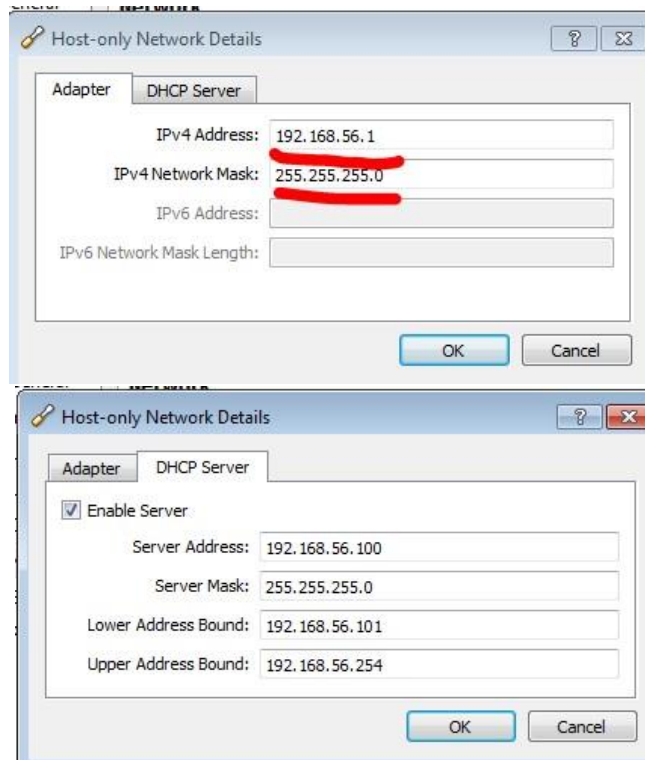 Host-only Network Details
Adapter DHCP Server
IPv4 Address: 192.168.56.1
IPv4 Network Mask: 255.255.255.0
IPv6 Address:
IPv6 Network Mask Length:
OK Cancel
Host-only Network Details
Adapter DHCP Server
Enable Server
Server Address: 192.168.56.100
Server Mask: 255.255.255.0
Lower Address Bound: 192.168.56.101
Upper Address Bound: 192.168.56.254
OK Cancel